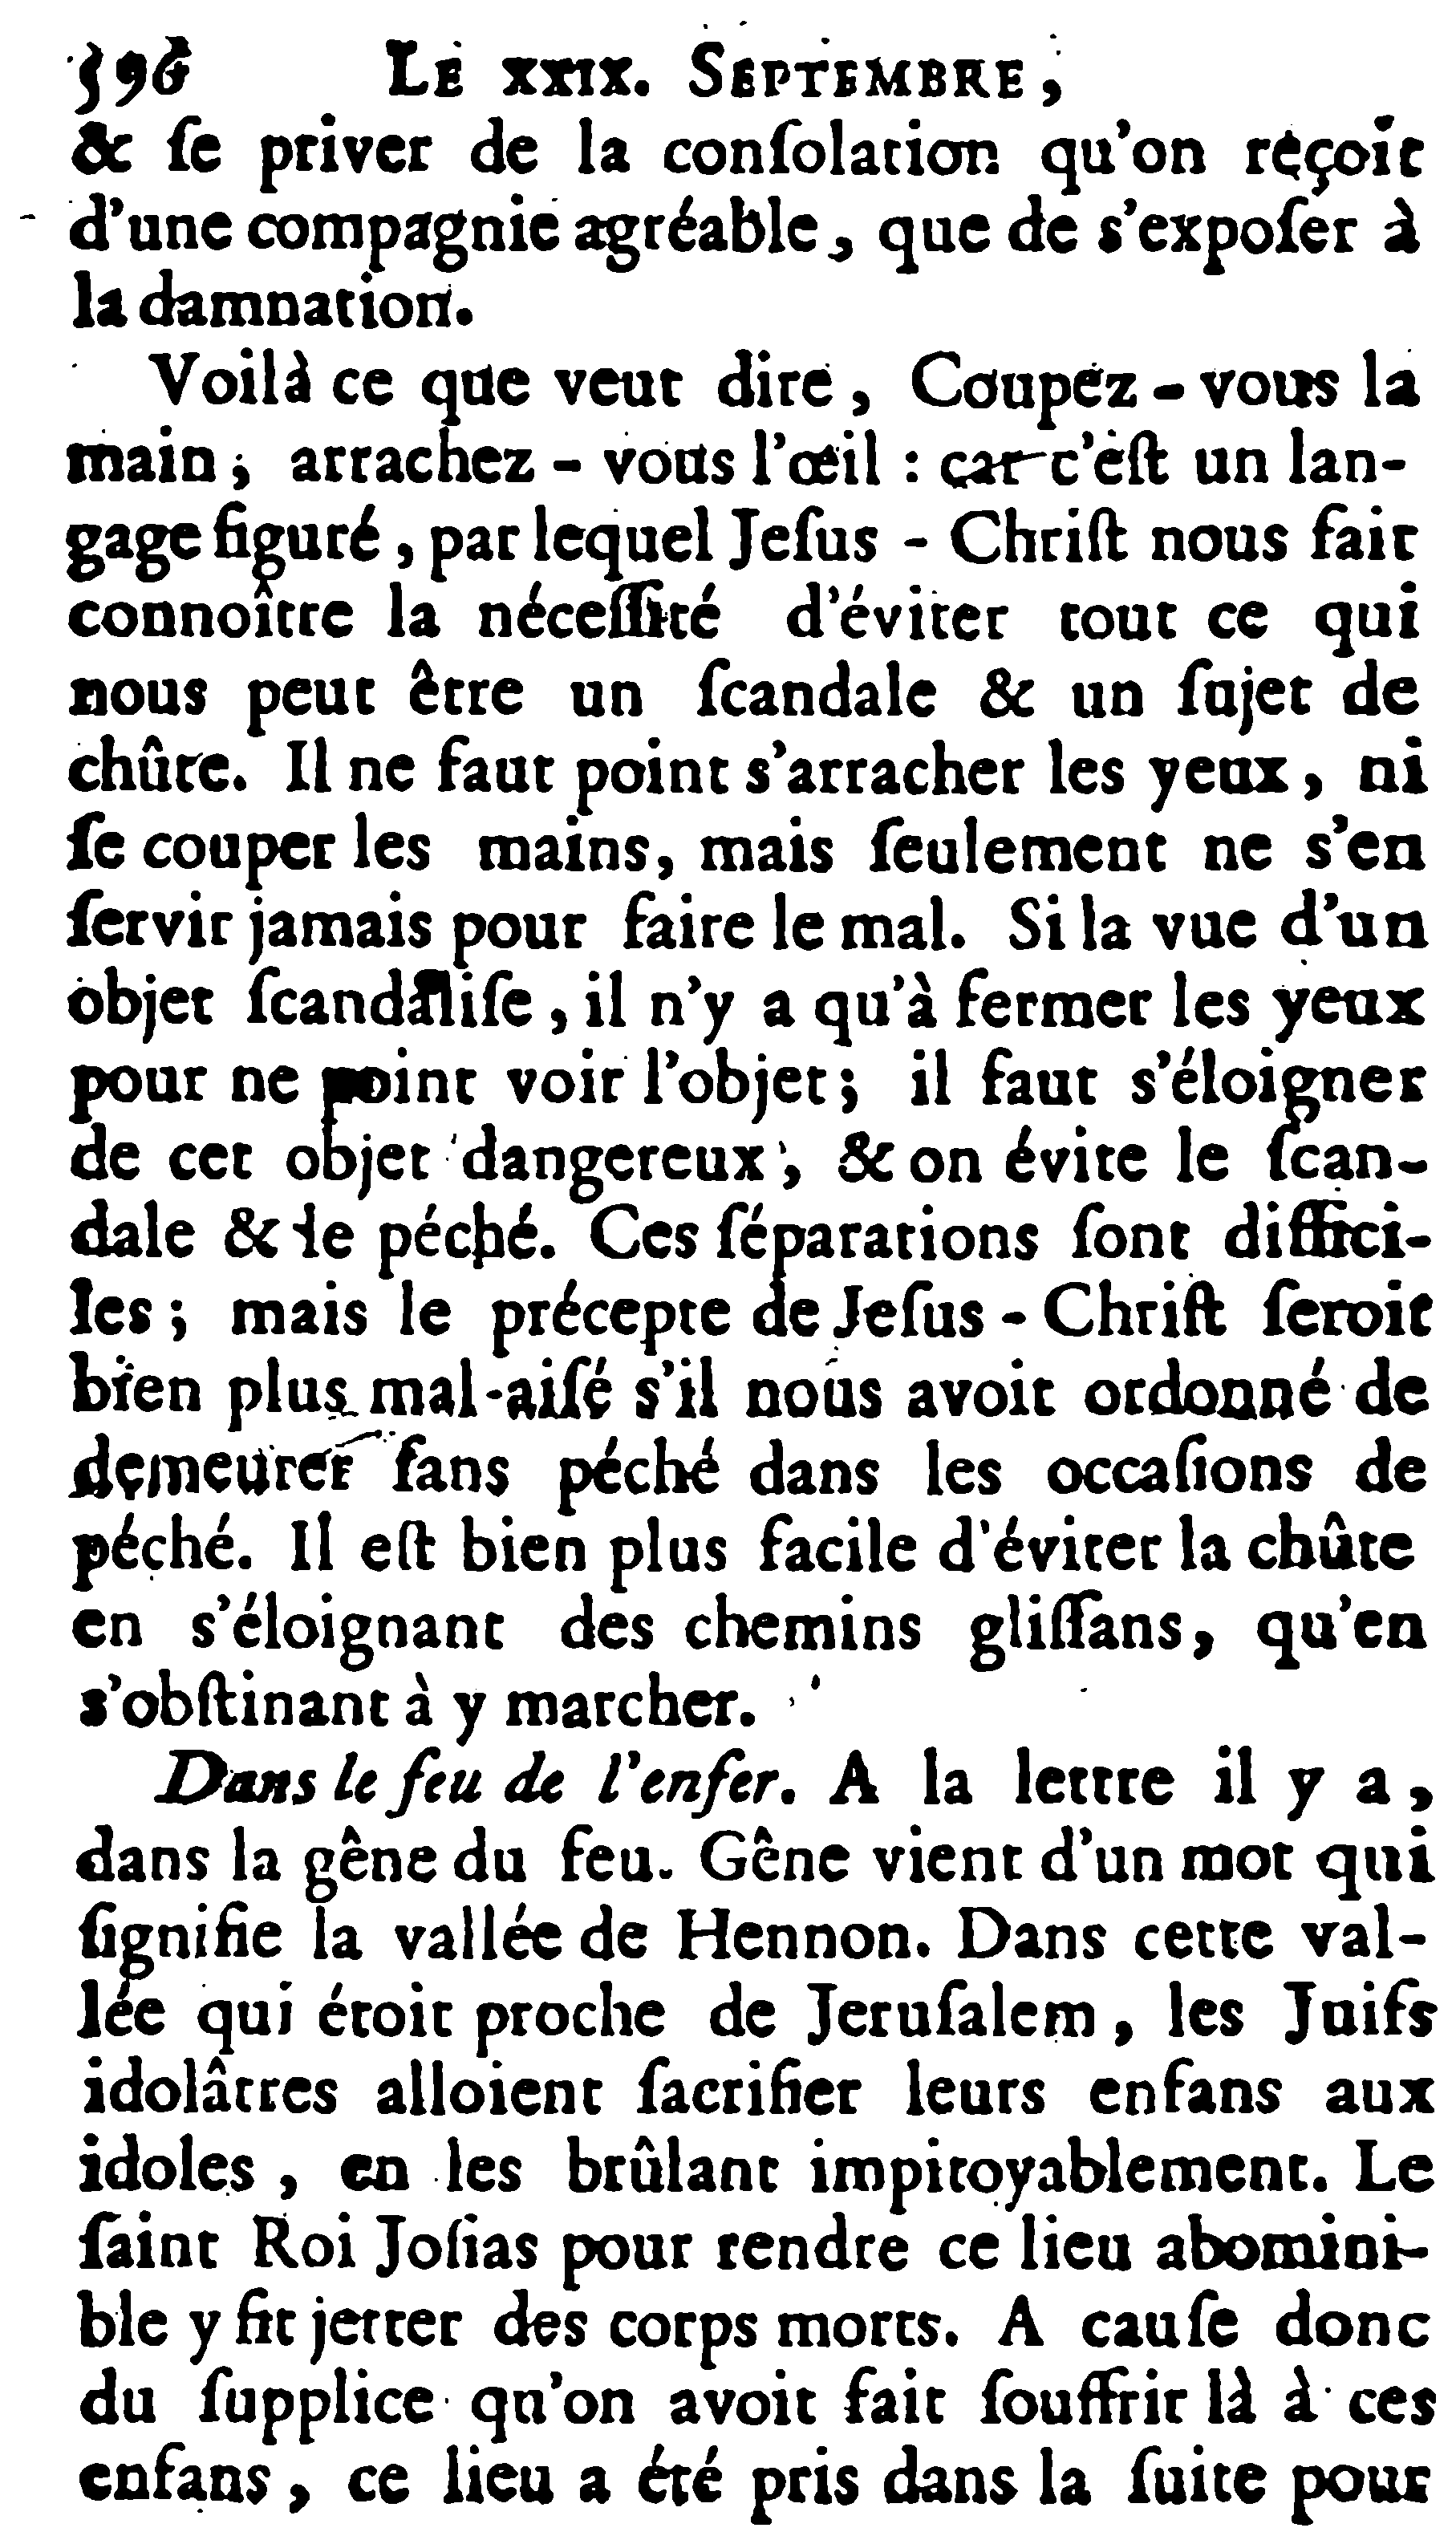 596 LE XXIX. SEPTEMBRE,
& ſe priver de la conſolation qu'on reçoit
d'une compagnie agréable, que de s'expoſer à
la damnation.
Voilà ce que veut dire, Coupez-vous la
main, arrachez-vous l'œil : car c'eſt un lan-
gage figuré, par lequel Jeſus-Chriſt nous fait
connoître la néceſſité d'éviter tout ce qui
nous peut être un ſcandale & un ſujet de
chûte. Il ne faut point s'arracher les yeux, ni
ſe couper les mains, mais ſeulement ne s'en
ſervir jamais pour faire le mal. Si la vue d'un
objet ſcandaliſe, il n'y a qu'à fermer les yeux
pour ne point voir l'objet; il faut s'éloigner
de cet objet dangereux, & on évite le ſcan-
dale & le péché. Ces ſéparations ſont diffici-
les; mais le précepte de Jeſus-Chriſt ſeroit
bien plus mal-aiſé s'il nous avoit ordonné de
demeurer ſans péché dans les occaſions de
péché. Il eſt bien plus facile d'éviter la chûte
en s'éloignant des chemins gliſſans, qu'en
s'obſtinant à y marcher.
Dans le feu de l'enfer. A la lettre il y a,
dans la gêne du feu. Gêne vient d'un mot qui
ſignifie la vallée de Hennon. Dans cette val-
lée qui étoit proche de Jeruſalem, les Juifs
idolâtres alloient ſacrifier leurs enfans aux
idoles, en les brûlant impitoyablement. Le
ſaint Roi Joſias pour rendre ce lieu abomini-
ble y fit jetter des corps morts. A cauſe donc
du ſupplice qu'on avoit fait ſouffrir là à ces
enfans, ce lieu a été pris dans la ſuite pour